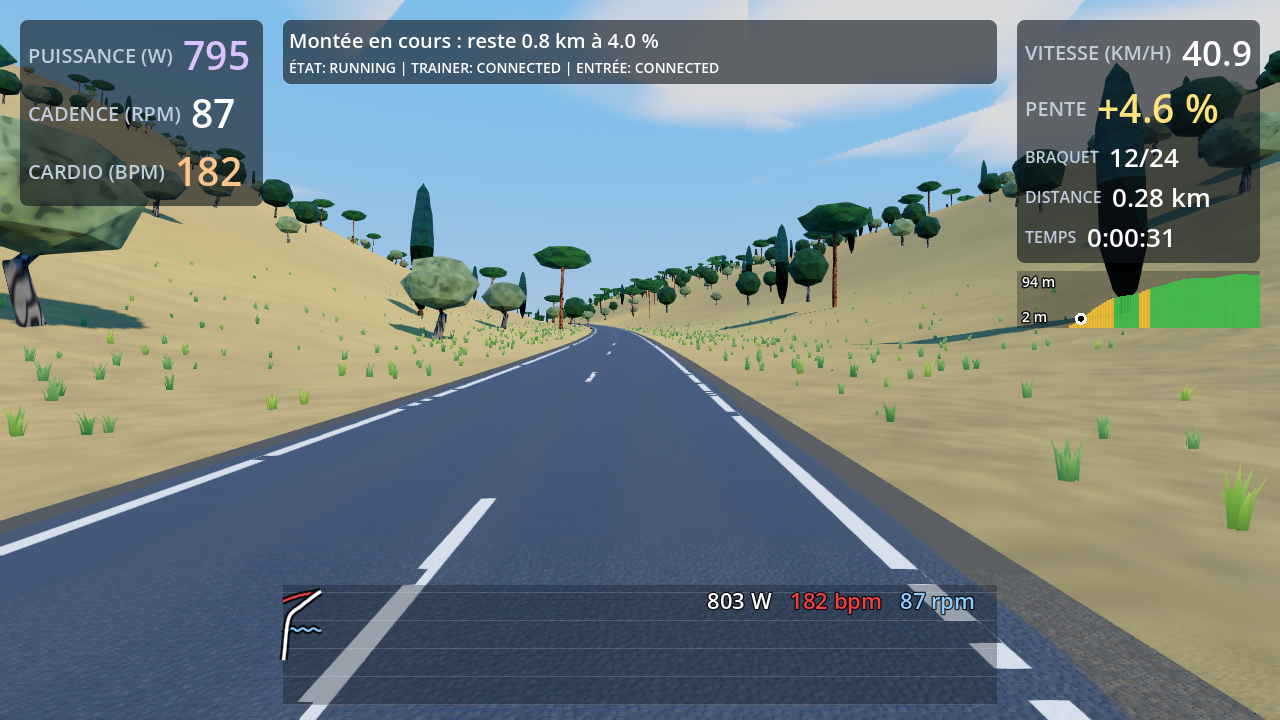 PUISSANCE (W) 795
CADENCE (RPM) 87
CARDIO (BPM) 182
Montée en cours : reste 0.8 km à 4.0 %
ÉTAT: RUNNING | TRAINER: CONNECTED | ENTRÉE: CONNECTED
VITESSE (KM/H) 40.9
PENTE +4.6 %
BRAQUET 12/24
DISTANCE 0.28 km
TEMPS 0:00:31
94 m
2 m
803 W 182 bpm 87 rpm